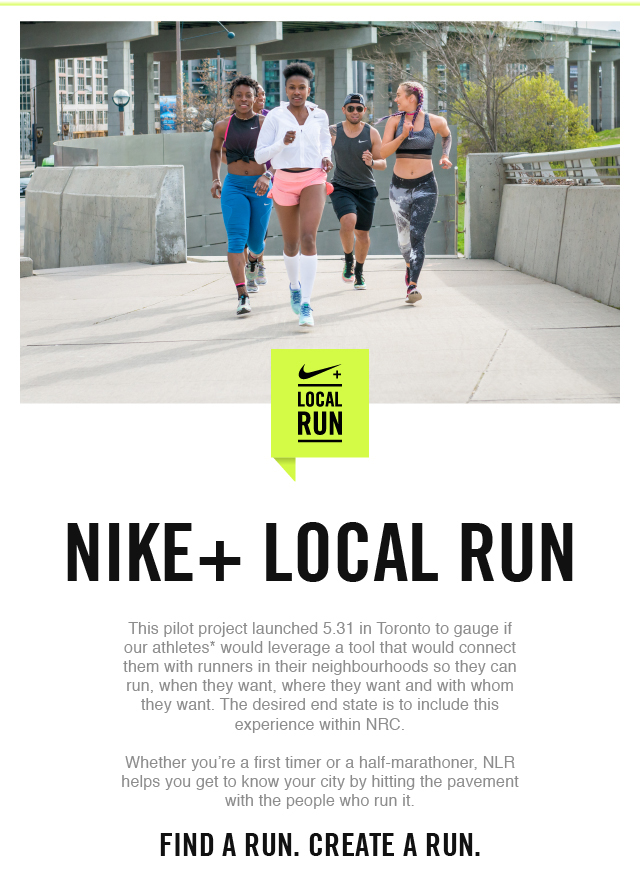 +
LOCAL
RUN
NIKE+ LOCAL RUN
This pilot project launched 5.31 in Toronto to gauge if
our athletes* would leverage a tool that would connect
them with runners in their neighbourhoods so they can
run, when they want, where they want and with whom
they want. The desired end state is to include this
experience within NRC.
Whether you're a first timer or a half-marathoner, NLR
helps you get to know your city by hitting the pavement
with the people who run it.
FIND A RUN. CREATE A RUN.